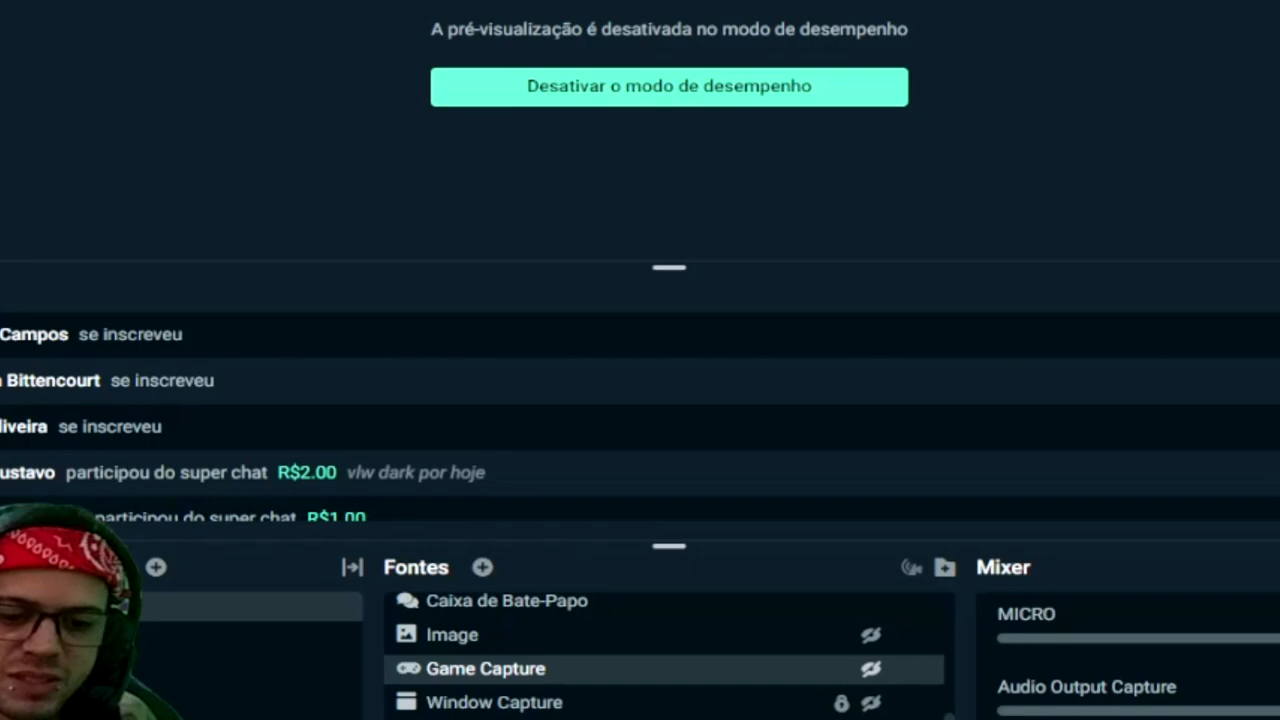 A pré-visualização é desativada no modo de desempenho
Desativar o modo de desempenho
Campos se inscreveu
Bittencourt se inscreveu
liveira se inscreveu
ustavo participou do super chat R$2.00 vlw dark por hoje
participou do super chat R$1.00
Fontes
Mixer
Caixa de Bate-Papo
Image
Game Capture
Window Capture
MICRO
Audio Output Capture